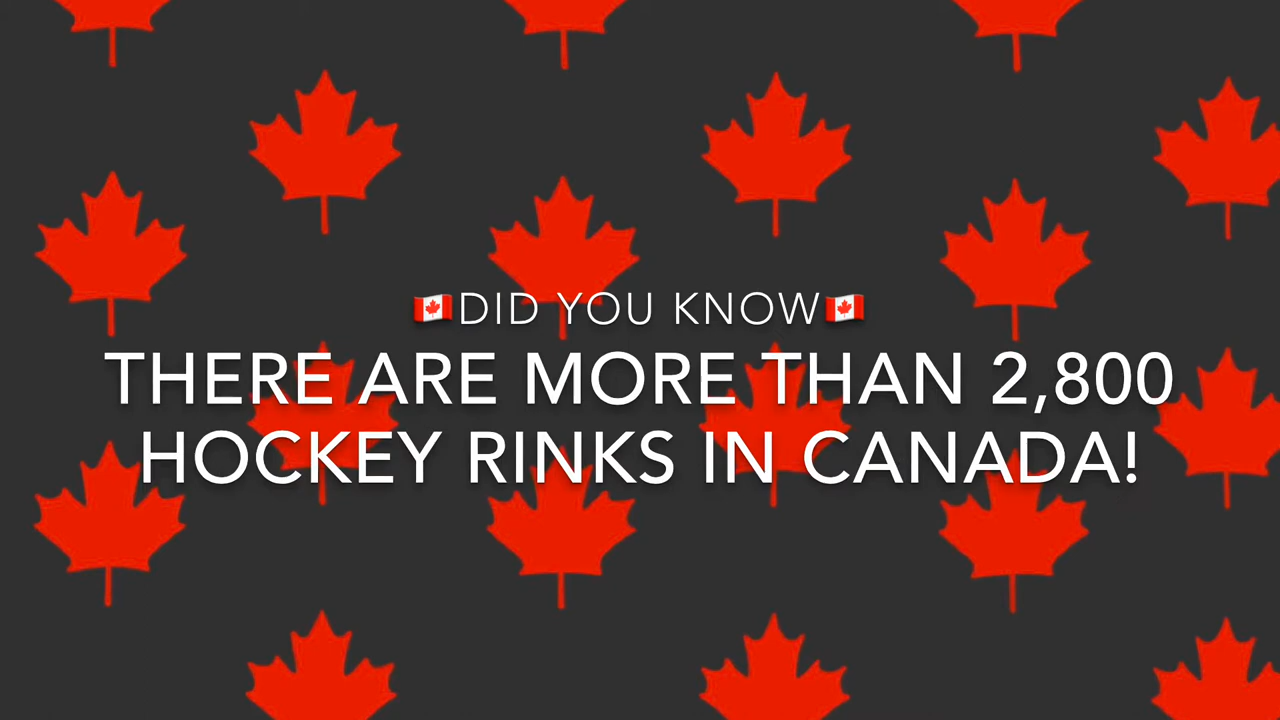 🇨🇦DID YOU KNOW🇨🇦
THERE ARE MORE THAN 2,800
HOCKEY RINKS IN CANADA!